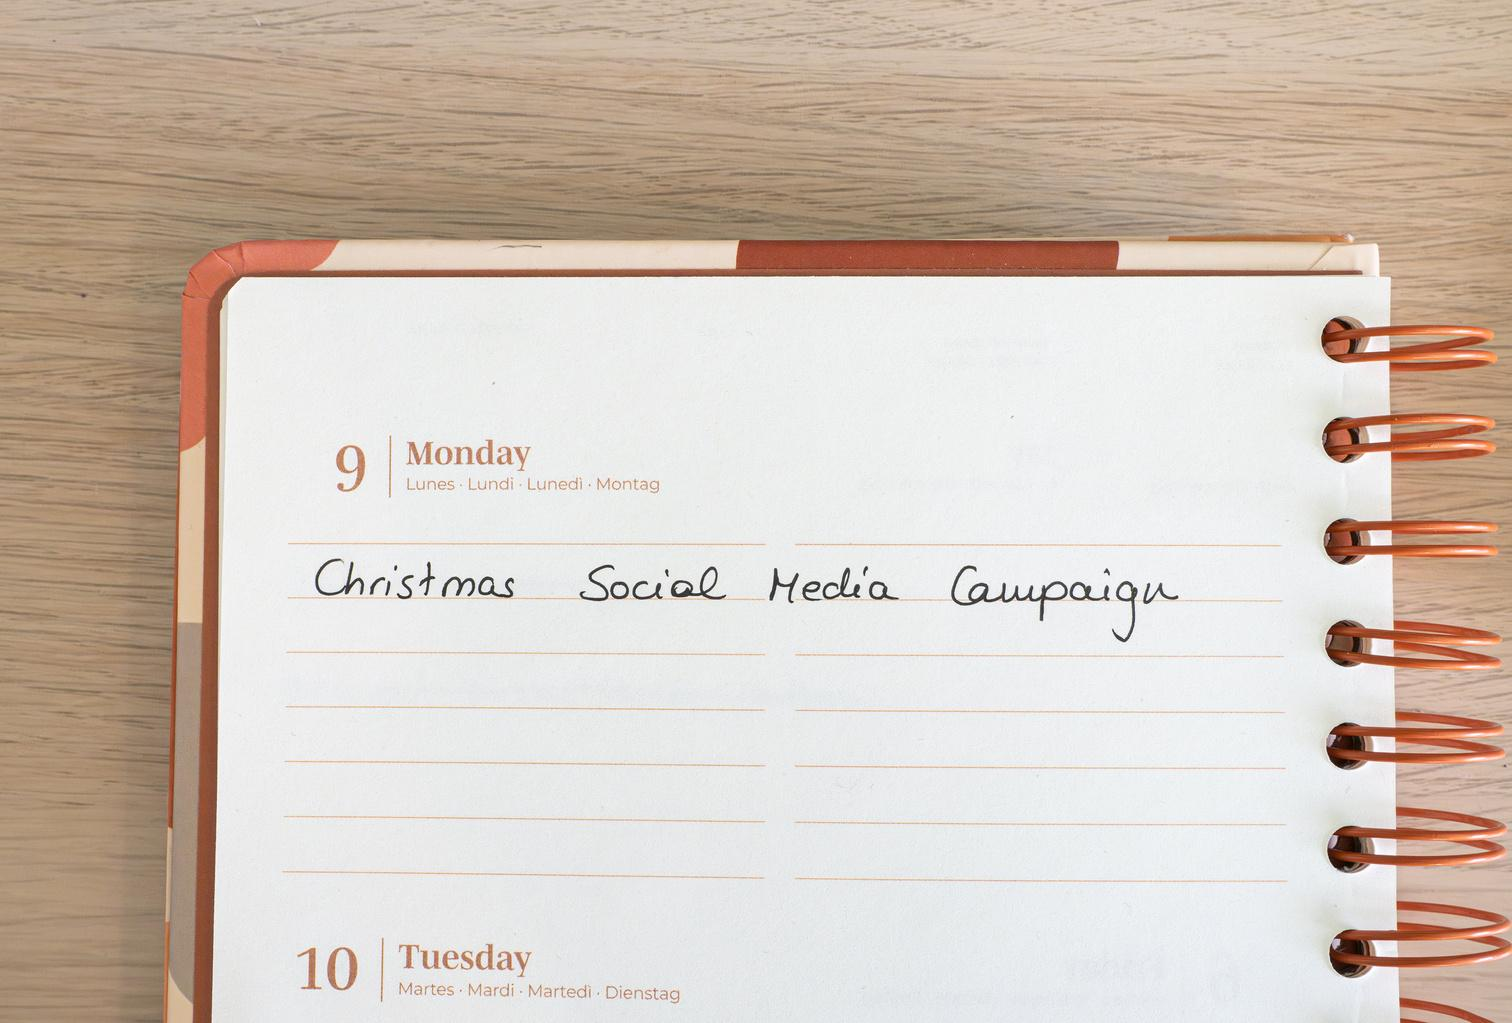 9 Monday
Lunes · Lundi · Lunedì · Montag
Christmas Social Media Campaign
10 Tuesday
Martes · Mardi · Martedì · Dienstag